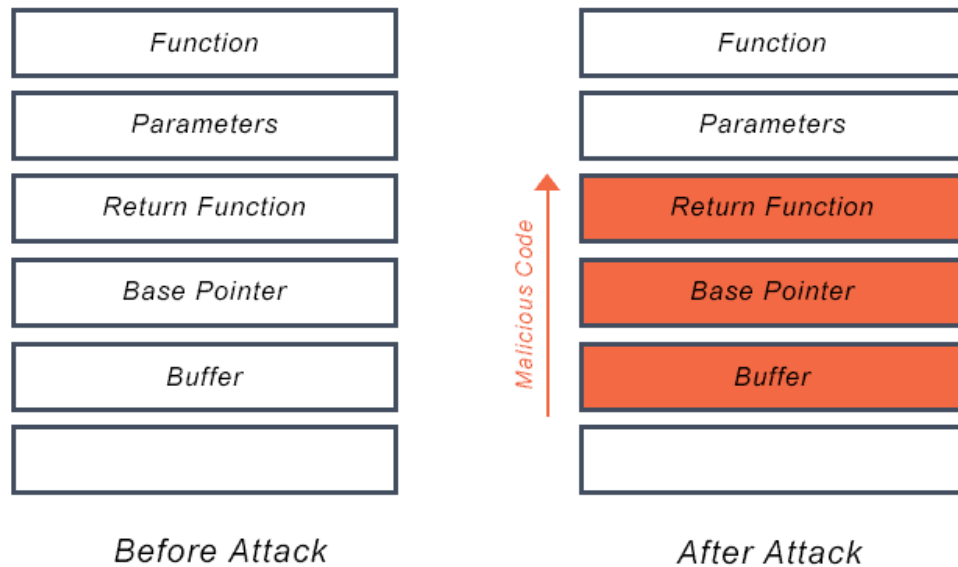 Function
Parameters
Return Function
Base Pointer
Buffer
Before Attack
Malicious Code
Function
Parameters
Return Function
Base Pointer
Buffer
After Attack